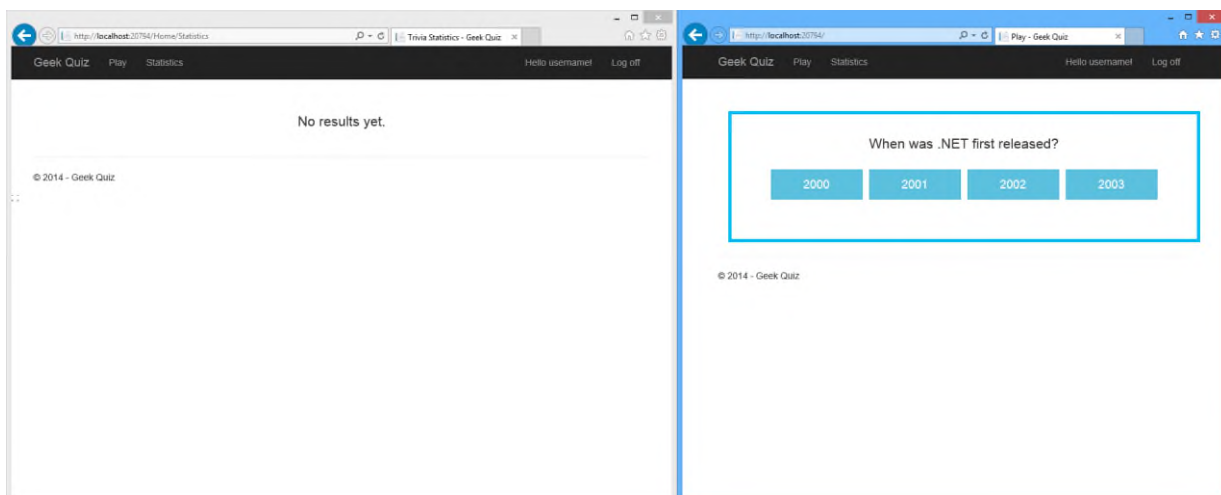 http://localhost:20794/Home/Statistics
Trivia Statistics - Geek Quiz
Geek Quiz Play Statistics Hello username! Log off
No results yet.
© 2014 - Geek Quiz
http://localhost:20794/
Play - Geek Quiz
Geek Quiz Play Statistics Hello username! Log off
When was .NET first released?
2000 2001 2002 2003
© 2014 - Geek Quiz